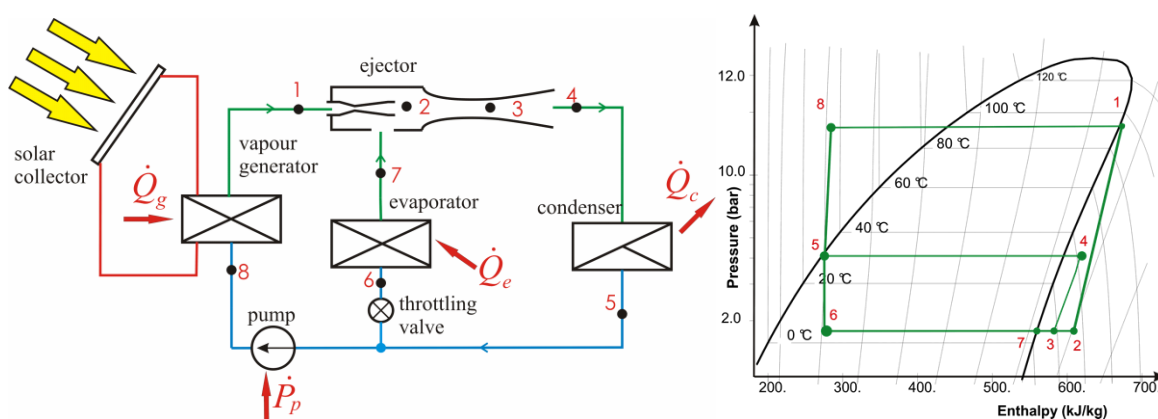 ejector
1
2
3
4
solar
collector
vapour
generator
7
Q̇g
evaporator
condenser
Q̇c
8
6
Q̇e
5
throttling
valve
pump
Ṗp
Pressure (bar)
12.0
10.0
2.0
8
1
120 °C
100 °C
80 °C
60 °C
40 °C
5
4
20 °C
6
0 °C
7
3
2
200. 300. 400. 500. 600. 700.
Enthalpy (kJ/kg)